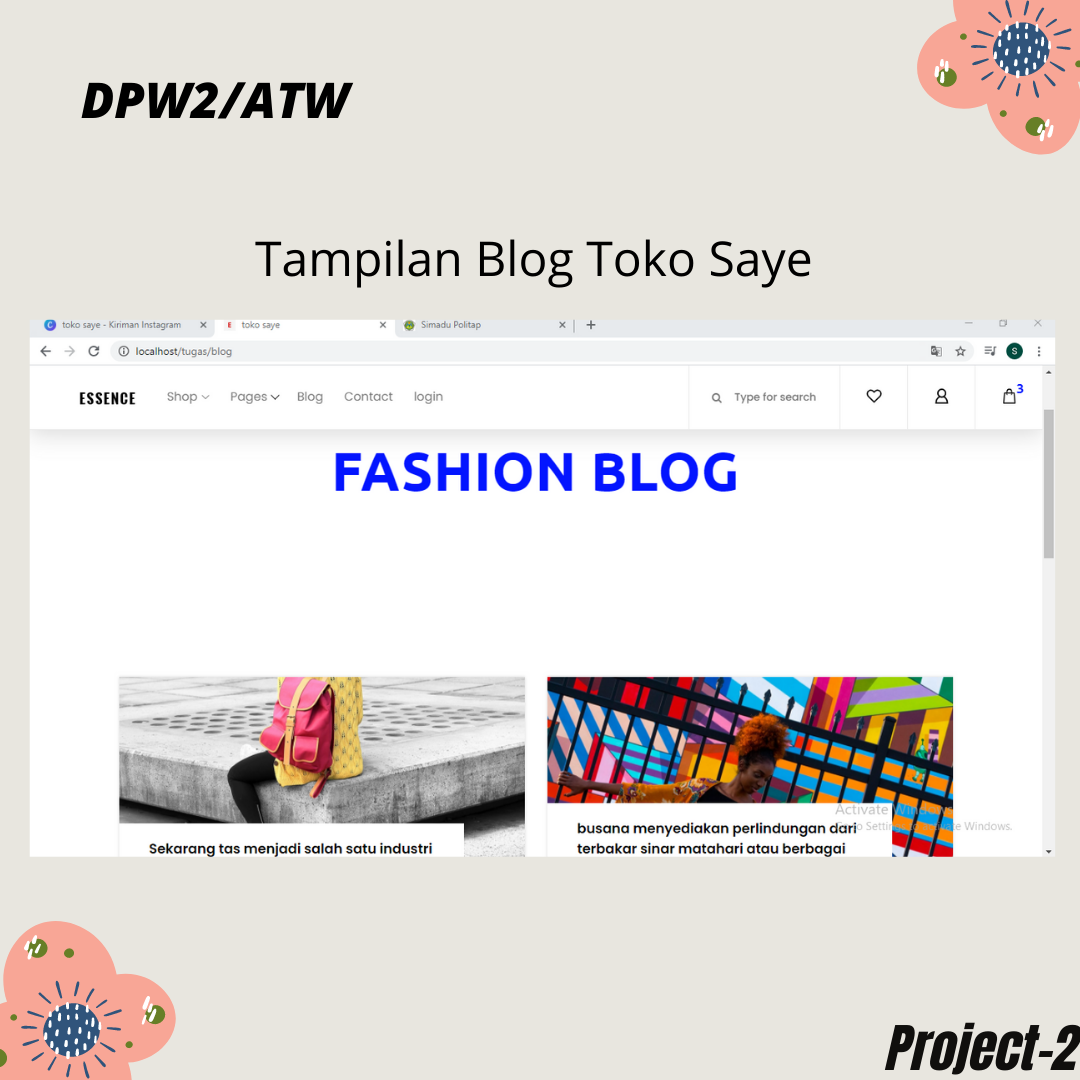 DPW2/ATW
Tampilan Blog Toko Saye
toko saye - Kiriman Instagram
toko saye
Simadu Politap
localhost/tugas/blog
S
ESSENCE Shop Pages Blog Contact login Type for search 3
FASHION BLOG
Sekarang tas menjadi salah satu industri
busana menyediakan perlindungan dari
terbakar sinar matahari atau berbagai
Activate Windows
Go to Settings to activate Windows.
Project-2